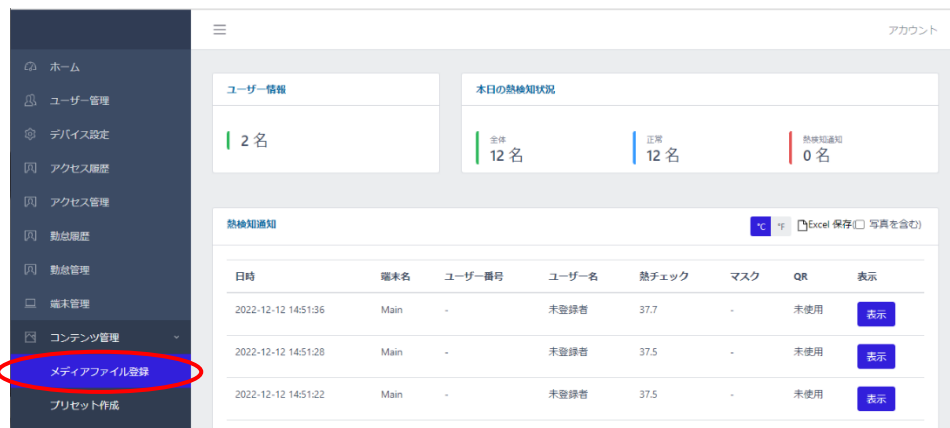 アカウント
ホーム
ユーザー管理
デバイス設定
アクセス履歴
アクセス管理
勤怠履歴
勤怠管理
端末管理
コンテンツ管理
メディアファイル登録
プリセット作成
ユーザー情報
2 名
本日の熱検知状況
全体
12 名
正常
12 名
熱検知通知
0 名
熱検知通知
℃ °F Excel 保存(□ 写真を含む)
日時 端末名 ユーザー番号 ユーザー名 熱チェック マスク QR 表示
2022-12-12 14:51:36 Main - 未登録者 37.7 - 未使用 表示
2022-12-12 14:51:28 Main - 未登録者 37.5 - 未使用 表示
2022-12-12 14:51:22 Main - 未登録者 37.5 - 未使用 表示